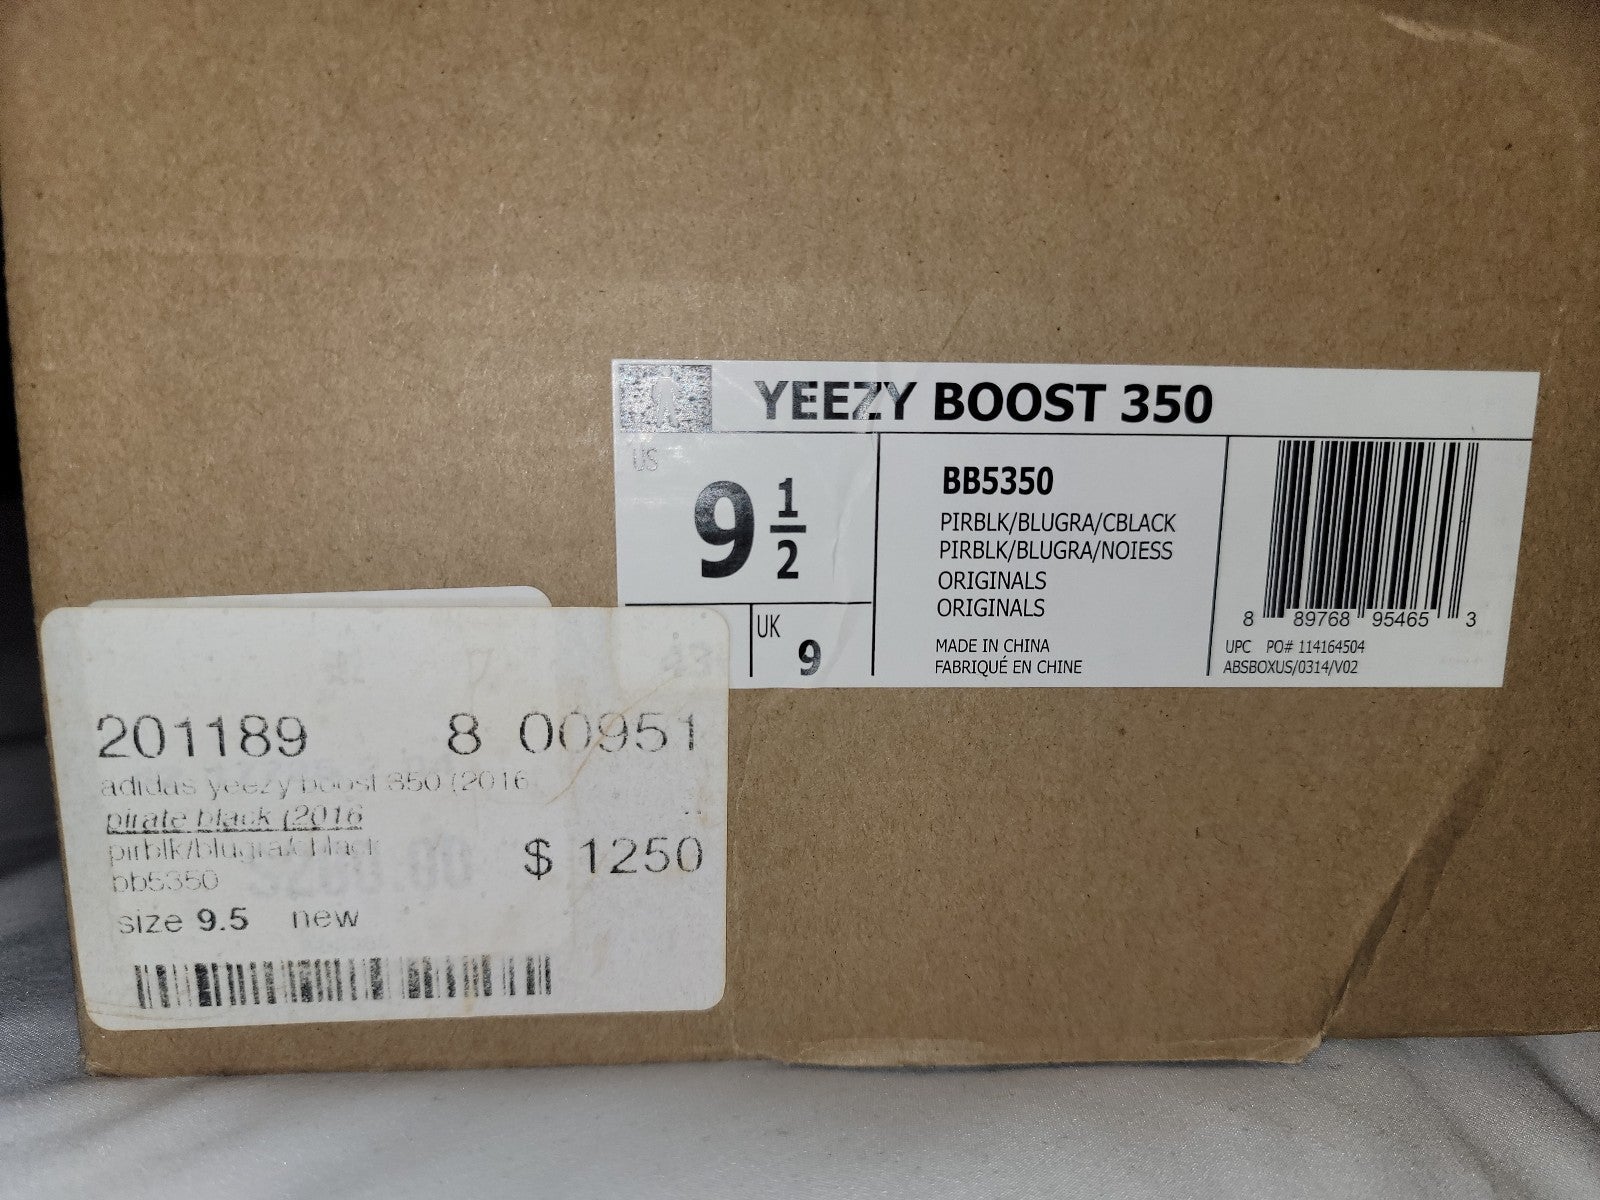 YEEZY BOOST 350
US
9 1/2
UK
9
BB5350
PIRBLK/BLUGRA/CBLACK
PIRBLK/BLUGRA/NOIESS
ORIGINALS
ORIGINALS
MADE IN CHINA
FABRIQUÉ EN CHINE
8 89768 95465 3
UPC PO# 114164504
ABSBOXUS/0314/V02
201189 8 00951
adidas yeezy boost 350 (2016
pirate black (2016
pirblk/blugra/cblack
bb5350
$ 1250
size 9.5 new